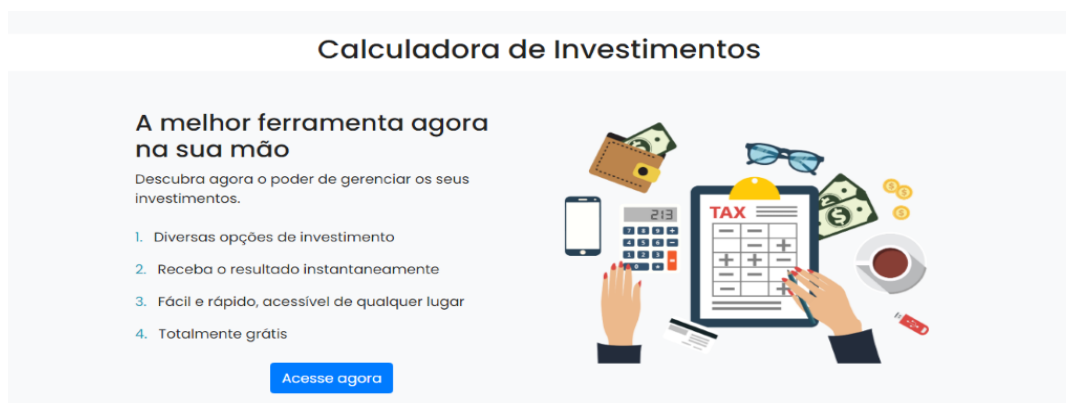 Calculadora de Investimentos
A melhor ferramenta agora
na sua mão
Descubra agora o poder de gerenciar os seus
investimentos.
1. Diversas opções de investimento
2. Receba o resultado instantaneamente
3. Fácil e rápido, acessível de qualquer lugar
4. Totalmente grátis
Acesse agora
213
TAX